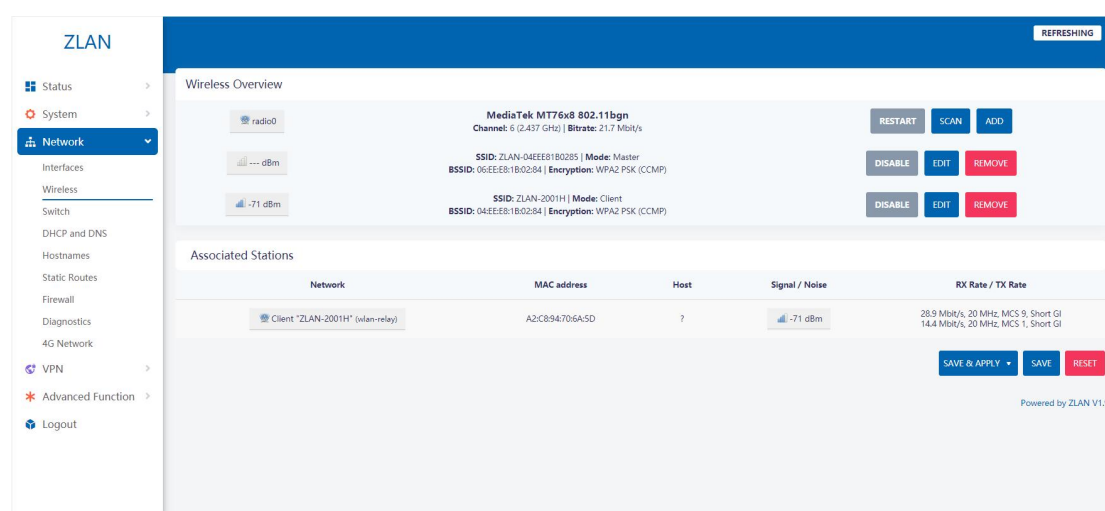 ZLAN
REFRESHING
Status
System
Network
Interfaces
Wireless
Switch
DHCP and DNS
Hostnames
Static Routes
Firewall
Diagnostics
4G Network
VPN
Advanced Function
Logout
Wireless Overview
radio0
MediaTek MT76x8 802.11bgn
Channel: 6 (2.437 GHz) | Bitrate: 21.7 Mbit/s
RESTART SCAN ADD
--- dBm
SSID: ZLAN-04EEE81B0285 | Mode: Master
BSSID: 06:EE:E8:1B:02:84 | Encryption: WPA2 PSK (CCMP)
DISABLE EDIT REMOVE
-71 dBm
SSID: ZLAN-2001H | Mode: Client
BSSID: 04:EE:E8:1B:02:84 | Encryption: WPA2 PSK (CCMP)
DISABLE EDIT REMOVE
Associated Stations
Network MAC address Host Signal / Noise RX Rate / TX Rate
Client "ZLAN-2001H" (wlan-relay) A2:C8:94:70:6A:5D ? -71 dBm
28.9 Mbit/s, 20 MHz, MCS 9, Short GI
14.4 Mbit/s, 20 MHz, MCS 1, Short GI
SAVE & APPLY SAVE RESET
Powered by ZLAN V1.